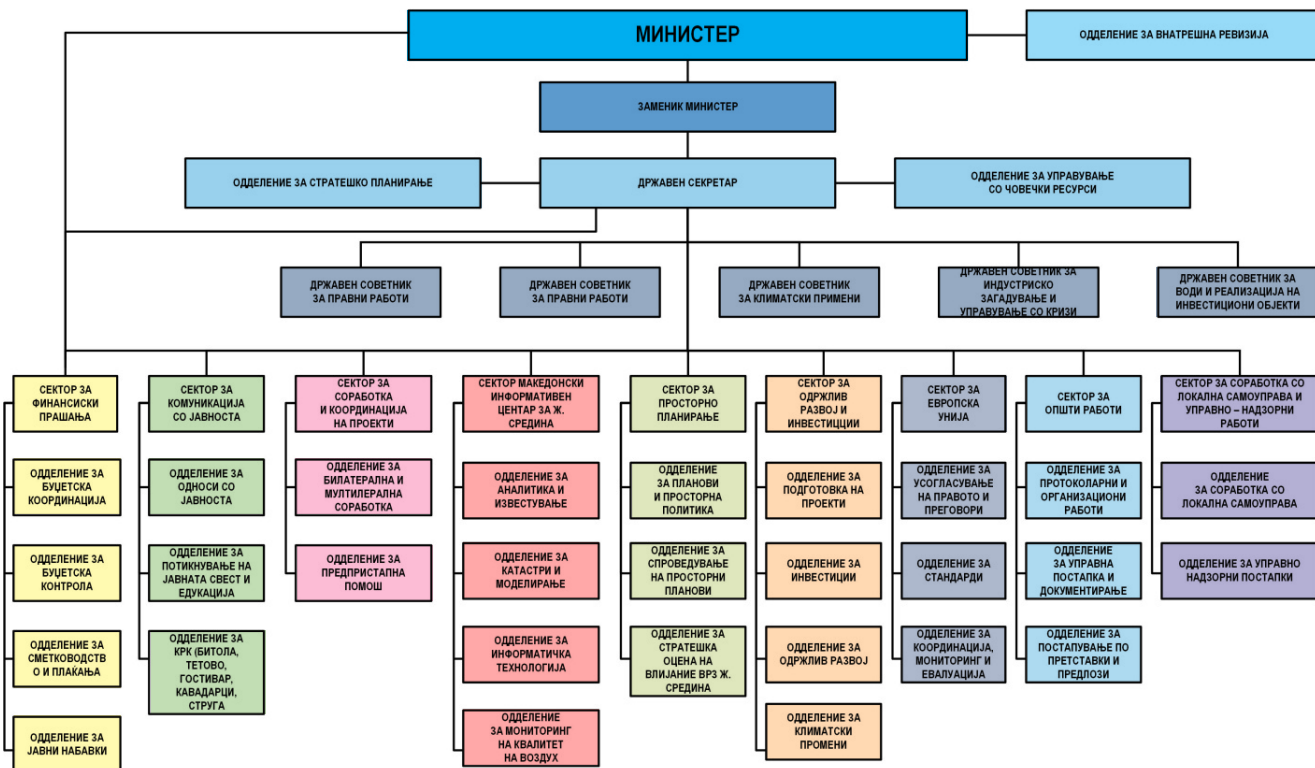 МИНИСТЕР
ОДДЕЛЕНИЕ ЗА ВНАТРЕШНА РЕВИЗИЈА
ЗАМЕНИК МИНИСТЕР
ОДДЕЛЕНИЕ ЗА СТРАТЕШКО ПЛАНИРАЊЕ
ДРЖАВЕН СЕКРЕТАР
ОДДЕЛЕНИЕ ЗА УПРАВУВАЊЕ
СО ЧОВЕЧКИ РЕСУРСИ
ДРЖАВЕН СОВЕТНИК
ЗА ПРАВНИ РАБОТИ
ДРЖАВЕН СОВЕТНИК
ЗА ПРАВНИ РАБОТИ
ДРЖАВЕН СОВЕТНИК
ЗА КЛИМАТСКИ ПРИМЕНИ
ДРЖАВЕН СОВЕТНИК ЗА
ИНДУСТРИСКО
ЗАГАДУВАЊЕ И
УПРАВУВАЊЕ СО КРИЗИ
ДРЖАВЕН СОВЕТНИК ЗА
ВОДИ И РЕАЛИЗАЦИЈА НА
ИНВЕСТИЦИОНИ ОБЈЕКТИ
СЕКТОР ЗА
ФИНАНСИСКИ
ПРАШАЊА
СЕКТОР ЗА
КОМУНИКАЦИЈА
СО ЈАВНОСТА
СЕКТОР ЗА
СОРАБОТКА
И КООРДИНАЦИЈА
НА ПРОЕКТИ
СЕКТОР МАКЕДОНСКИ
ИНФОРМАТИВЕН
ЦЕНТАР ЗА Ж.
СРЕДИНА
СЕКТОР ЗА
ПРОСТОРНО
ПЛАНИРАЊЕ
СЕКТОР ЗА
ОДРЖЛИВ
РАЗВОЈ И
ИНВЕСТИЦЦИИ
СЕКТОР ЗА
ЕВРОПСКА
УНИЈА
СЕКТОР ЗА
ОПШТИ РАБОТИ
СЕКТОР ЗА СОРАБОТКА СО
ЛОКАЛНА САМОУПРАВА И
УПРАВНО – НАДЗОРНИ
РАБОТИ
ОДДЕЛЕНИЕ ЗА
БУЏЕТСКА
КООРДИНАЦИЈА
ОДДЕЛЕНИЕ ЗА
ОДНОСИ СО
ЈАВНОСТА
ОДДЕЛЕНИЕ ЗА
БИЛАТЕРАЛНА И
МУЛТИЛЕРАЛНА
СОРАБОТКА
ОДДЕЛЕНИЕ ЗА
АНАЛИТИКА И
ИЗВЕСТУВАЊЕ
ОДДЕЛЕНИЕ
ЗА ПЛАНОВИ
И ПРОСТОРНА
ПОЛИТИКА
ОДДЕЛЕНИЕ ЗА
ПОДГОТОВКА НА
ПРОЕКТИ
ОДДЕЛЕНИЕ ЗА
УСОГЛАСУВАЊЕ
НА ПРАВОТО И
ПРЕГОВОРИ
ОДДЕЛЕНИЕ ЗА
ПРОТОКОЛАРНИ И
ОРГАНИЗАЦИОНИ
РАБОТИ
ОДДЕЛЕНИЕ
ЗА СОРАБОТКА СО
ЛОКАЛНА САМОУПРАВА
ОДДЕЛЕНИЕ ЗА
БУЏЕТСКА
КОНТРОЛА
ОДДЕЛЕНИЕ ЗА
ПОТИКНУВАЊЕ НА
ЈАВНАТА СВЕСТ И
ЕДУКАЦИЈА
ОДДЕЛЕНИЕ ЗА
ПРЕДПРИСТАПНА
ПОМОШ
ОДДЕЛЕНИЕ ЗА
КАТАСТРИ И
МОДЕЛИРАЊЕ
ОДДЕЛЕНИЕ ЗА
СПРОВЕДУВАЊЕ
НА ПРОСТОРНИ
ПЛАНОВИ
ОДДЕЛЕНИЕ ЗА
ИНВЕСТИЦИИ
ОДДЕЛЕНИЕ ЗА
СТАНДАРДИ
ОДДЕЛЕНИЕ
ЗА УПРАВНА
ПОСТАПКА И
ДОКУМЕНТИРАЊЕ
ОДДЕЛЕНИЕ ЗА УПРАВНО
НАДЗОРНИ ПОСТАПКИ
ОДДЕЛЕНИЕ ЗА
СМЕТКОВОДСТВ
О И ПЛАЌАЊА
ОДДЕЛЕНИЕ ЗА
КРК (БИТОЛА,
ТЕТОВО,
ГОСТИВАР,
КАВАДАРЦИ,
СТРУГА
ОДДЕЛЕНИЕ ЗА
ИНФОРМАТИЧКА
ТЕХНОЛОГИЈА
ОДДЕЛЕНИЕ ЗА
СТРАТЕШКА
ОЦЕНА НА
ВЛИЈАНИЕ ВРЗ Ж.
СРЕДИНА
ОДДЕЛЕНИЕ ЗА
ОДРЖЛИВ РАЗВОЈ
ОДДЕЛЕНИЕ ЗА
КООРДИНАЦИЈА,
МОНИТОРИНГ И
ЕВАЛУАЦИЈА
ОДДЕЛЕНИЕ ЗА
ПОСТАПУВАЊЕ ПО
ПРЕТСТАВКИ И
ПРЕДЛОЗИ
ОДДЕЛЕНИЕ ЗА
ЈАВНИ НАБАВКИ
ОДДЕЛЕНИЕ
ЗА МОНИТОРИНГ
НА КВАЛИТЕТ
НА ВОЗДУХ
ОДДЕЛЕНИЕ ЗА
КЛИМАТСКИ
ПРОМЕНИ